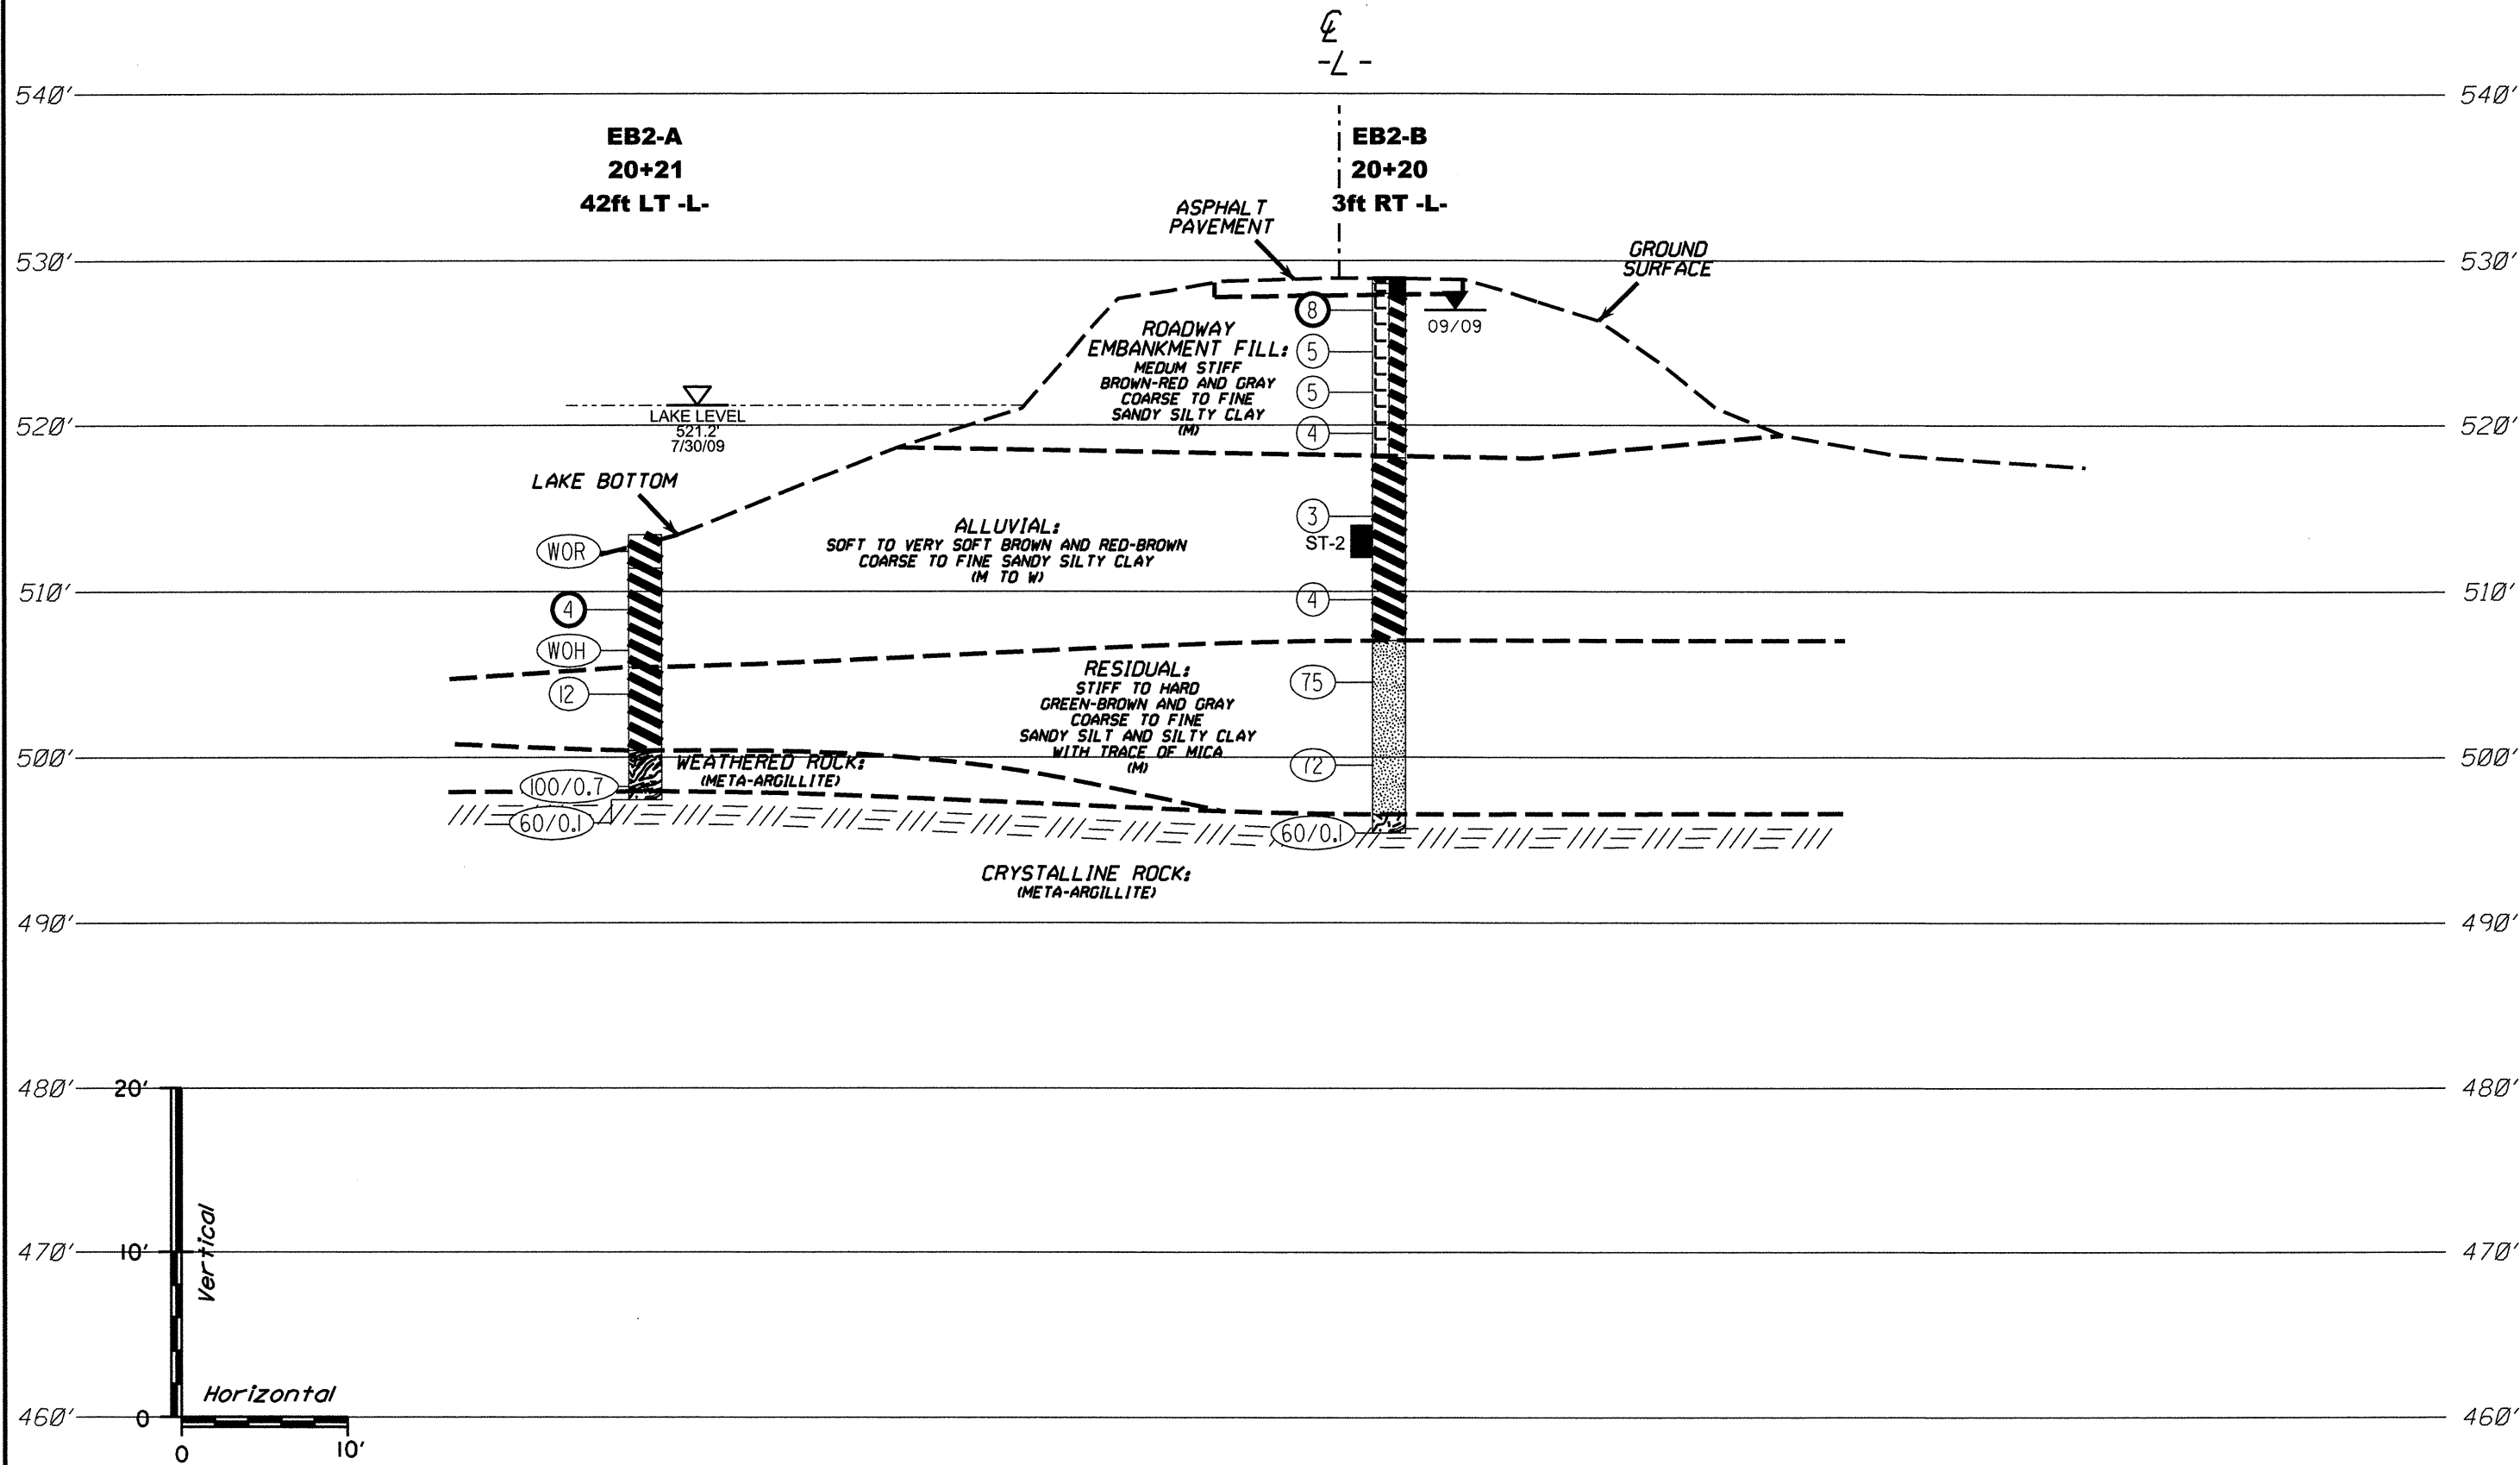 ℄
-L-
540' 540'
EB2-A
20+21
42ft LT -L-
EB2-B
20+20
3ft RT -L-
ASPHALT
PAVEMENT
GROUND
SURFACE
530' 530'
8
09/09
ROADWAY
EMBANKMENT FILL:
MEDUM STIFF
BROWN-RED AND GRAY
COARSE TO FINE
SANDY SILTY CLAY
(M)
5
5
4
LAKE LEVEL
521.2'
7/30/09
520' 520'
LAKE BOTTOM
ALLUVIAL:
SOFT TO VERY SOFT BROWN AND RED-BROWN
COARSE TO FINE SANDY SILTY CLAY
(M TO W)
3
ST-2
WOR
510' 510'
4
4
WOH
12
RESIDUAL:
STIFF TO HARD
GREEN-BROWN AND GRAY
COARSE TO FINE
SANDY SILT AND SILTY CLAY
WITH TRACE OF MICA
(M)
75
72
500' 500'
WEATHERED ROCK:
(META-ARGILLITE)
100/0.7
60/0.1
60/0.1
CRYSTALLINE ROCK:
(META-ARGILLITE)
490' 490'
480' 20' 480'
Vertical
470' 10' 470'
Horizontal
460' 0 460'
0 10'